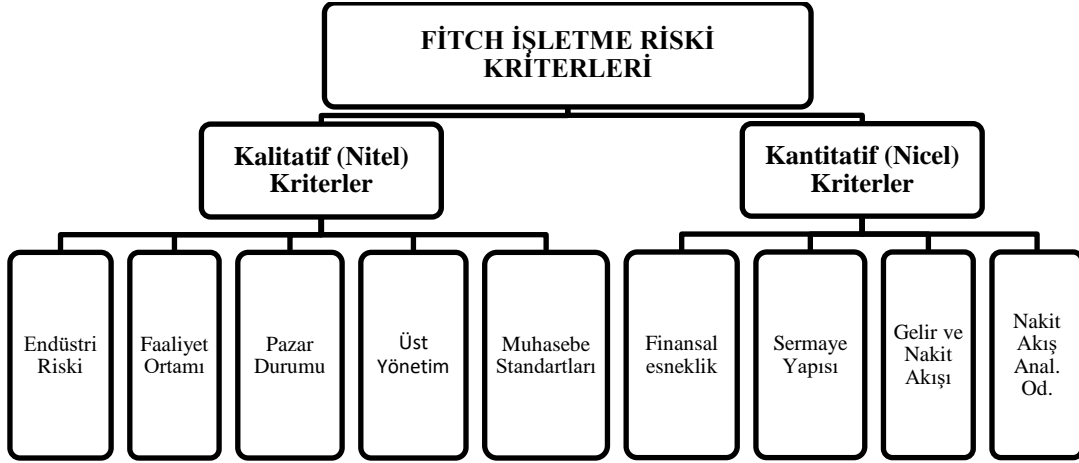 FİTCH İŞLETME RİSKİ
KRİTERLERİ
Kalitatif (Nitel)
Kriterler
Kantitatif (Nicel)
Kriterler
Endüstri
Riski
Faaliyet
Ortamı
Pazar
Durumu
Üst
Yönetim
Muhasebe
Standartları
Finansal
esneklik
Sermaye
Yapısı
Gelir ve
Nakit
Akışı
Nakit
Akış
Anal.
Od.